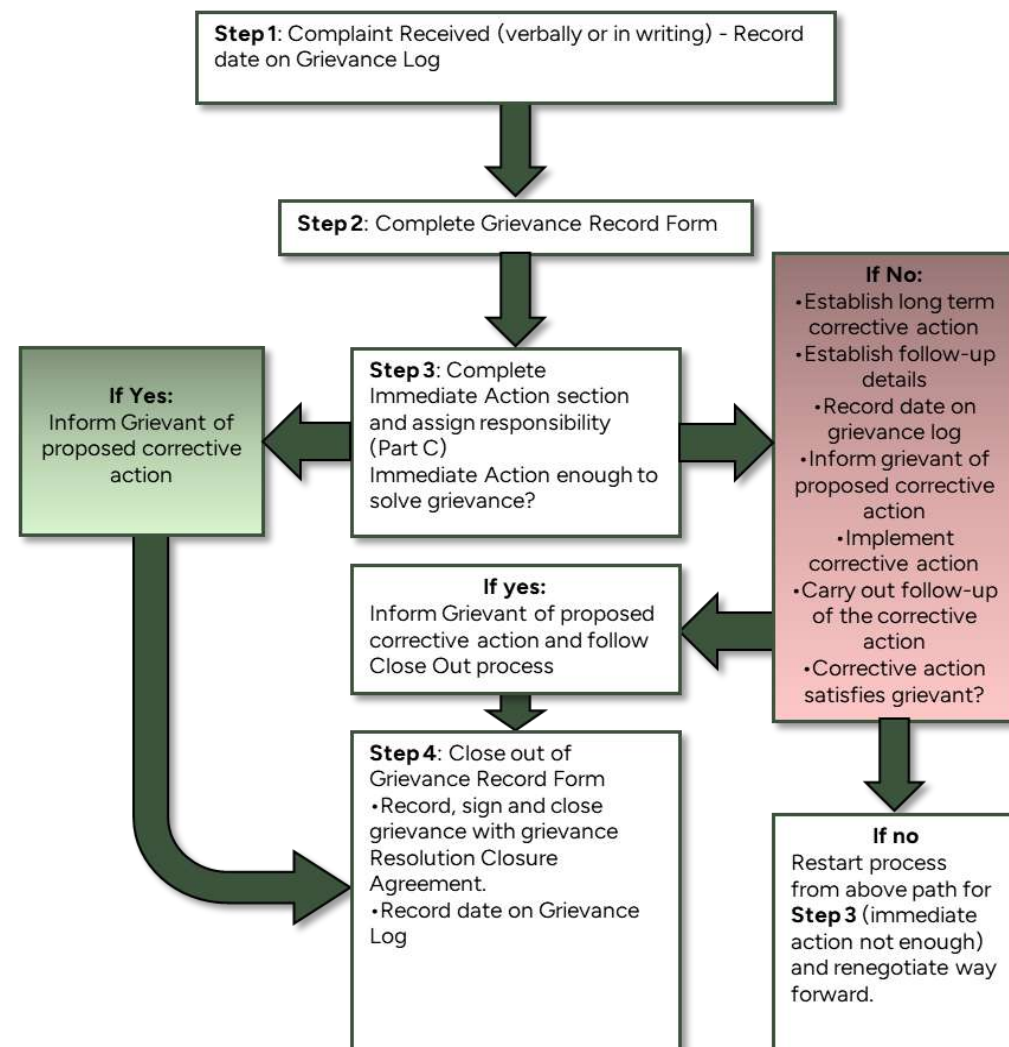 Step 1: Complaint Received (verbally or in writing) - Record
date on Grievance Log
Step 2: Complete Grievance Record Form
If No:
•Establish long term
corrective action
•Establish follow-up
details
•Record date on
grievance log
•Inform grievant of
proposed corrective
action
•Implement
corrective action
•Carry out follow-up
of the corrective
action
•Corrective action
satisfies grievant?
Step 3: Complete
Immediate Action section
and assign responsibility
(Part C)
Immediate Action enough to
solve grievance?
If Yes:
Inform Grievant of
proposed corrective
action
If yes:
Inform Grievant of proposed
corrective action and follow
Close Out process
Step 4: Close out of
Grievance Record Form
•Record, sign and close
grievance with grievance
Resolution Closure
Agreement.
•Record date on Grievance
Log
If no
Restart process
from above path for
Step 3 (immediate
action not enough)
and renegotiate way
forward.